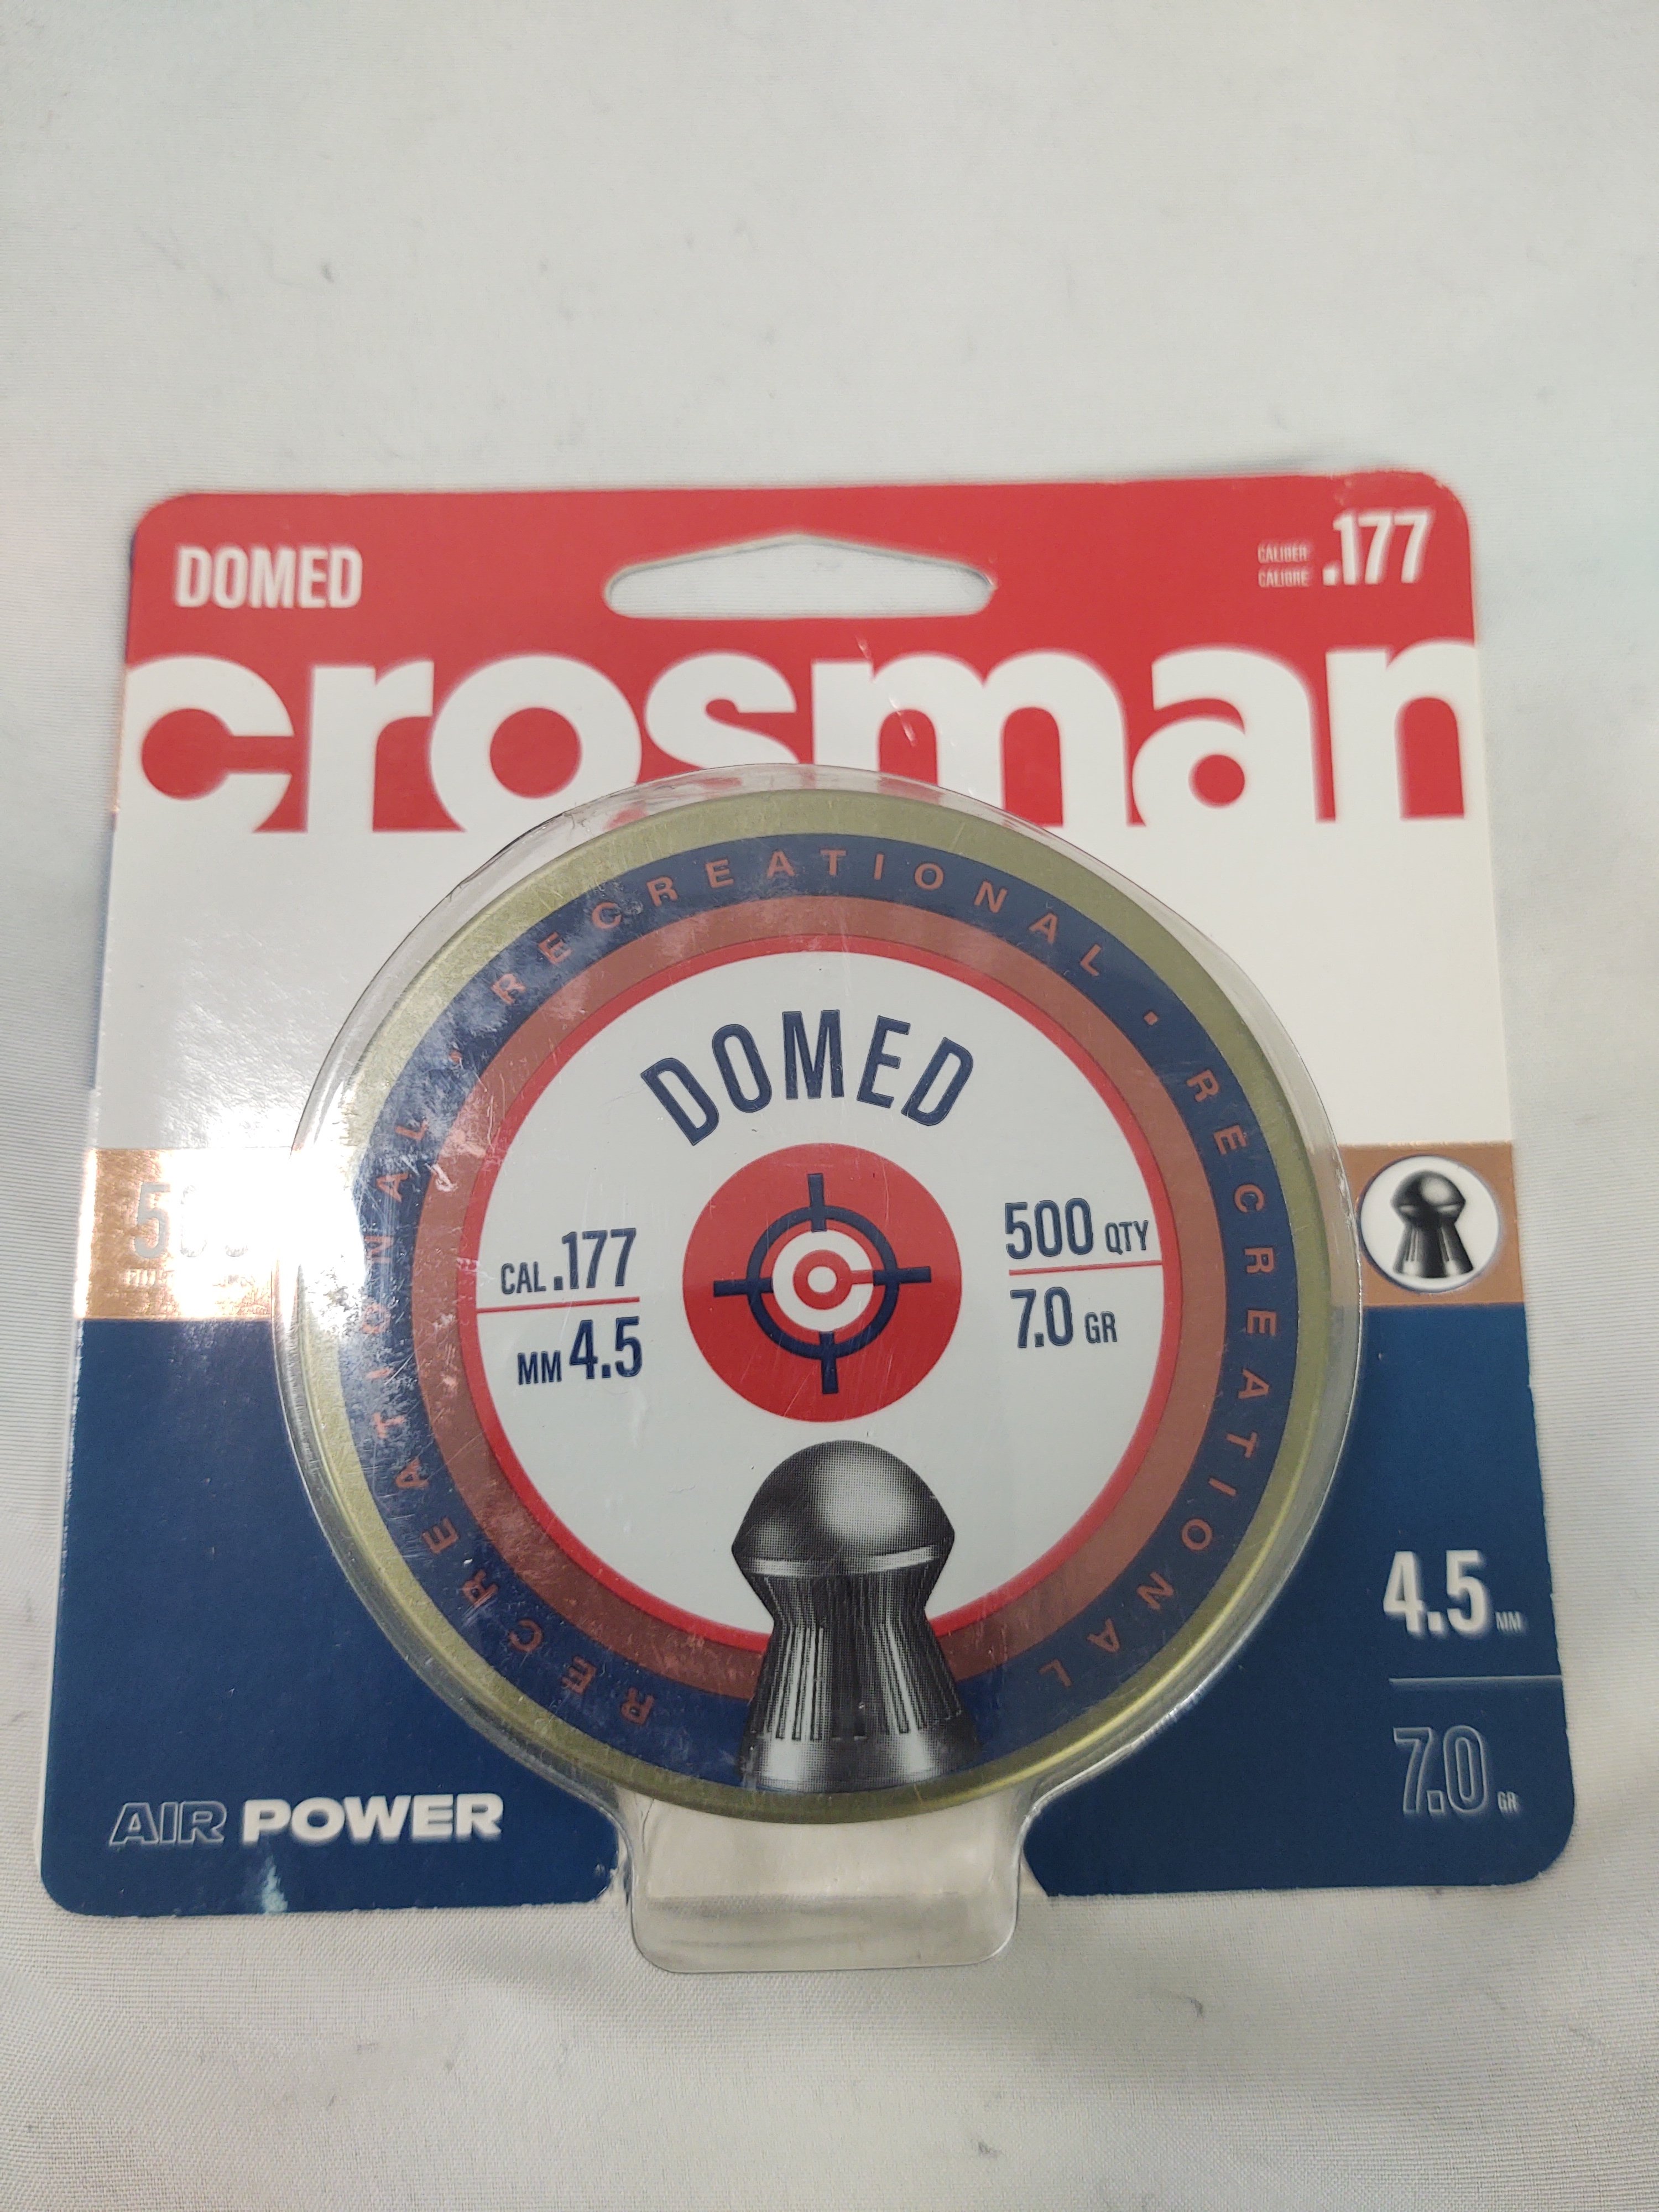 DOMED
CALIBER
CALIBRE
.177
crosman
RECREATIONAL · RECREATIONAL · RECREATIONAL
DOMED
CAL .177
MM 4.5
500 QTY
7.0 GR
4.5 MM
7.0 GR
AIR POWER